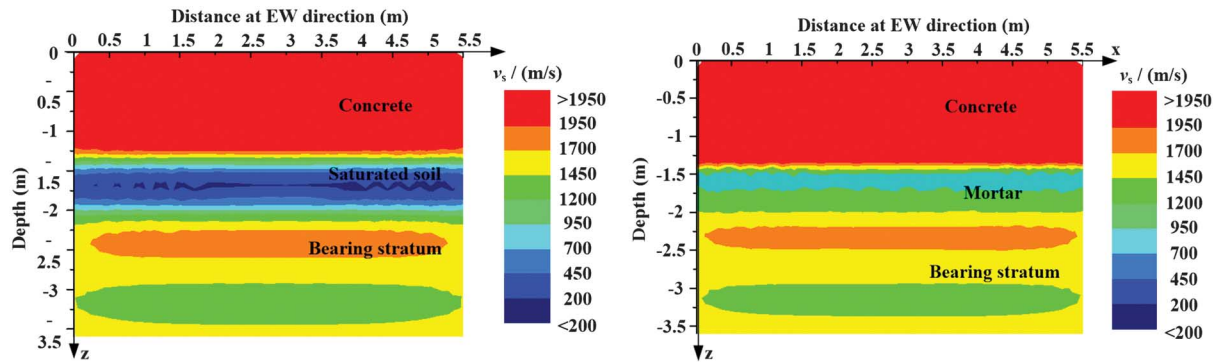 Distance at EW direction (m)
0 0.5 1 1.5 2 2.5 3 3.5 4 4.5 5 5.5
Depth (m)
0
-
0.5
-1
-
1.5
-2
-
2.5
-3
-
3.5
z
Concrete
Saturated soil
Bearing stratum
vs / (m/s)
>1950
1950
1700
1450
1200
950
700
450
200
<200
Distance at EW direction (m)
0 0.5 1 1.5 2 2.5 3 3.5 4 4.5 5 5.5 x
Depth (m)
0
-0.5
-1
-1.5
-2
-2.5
-3
-3.5
z
Concrete
Mortar
Bearing stratum
vs / (m/s)
>1950
1950
1700
1450
1200
950
700
450
200
<200